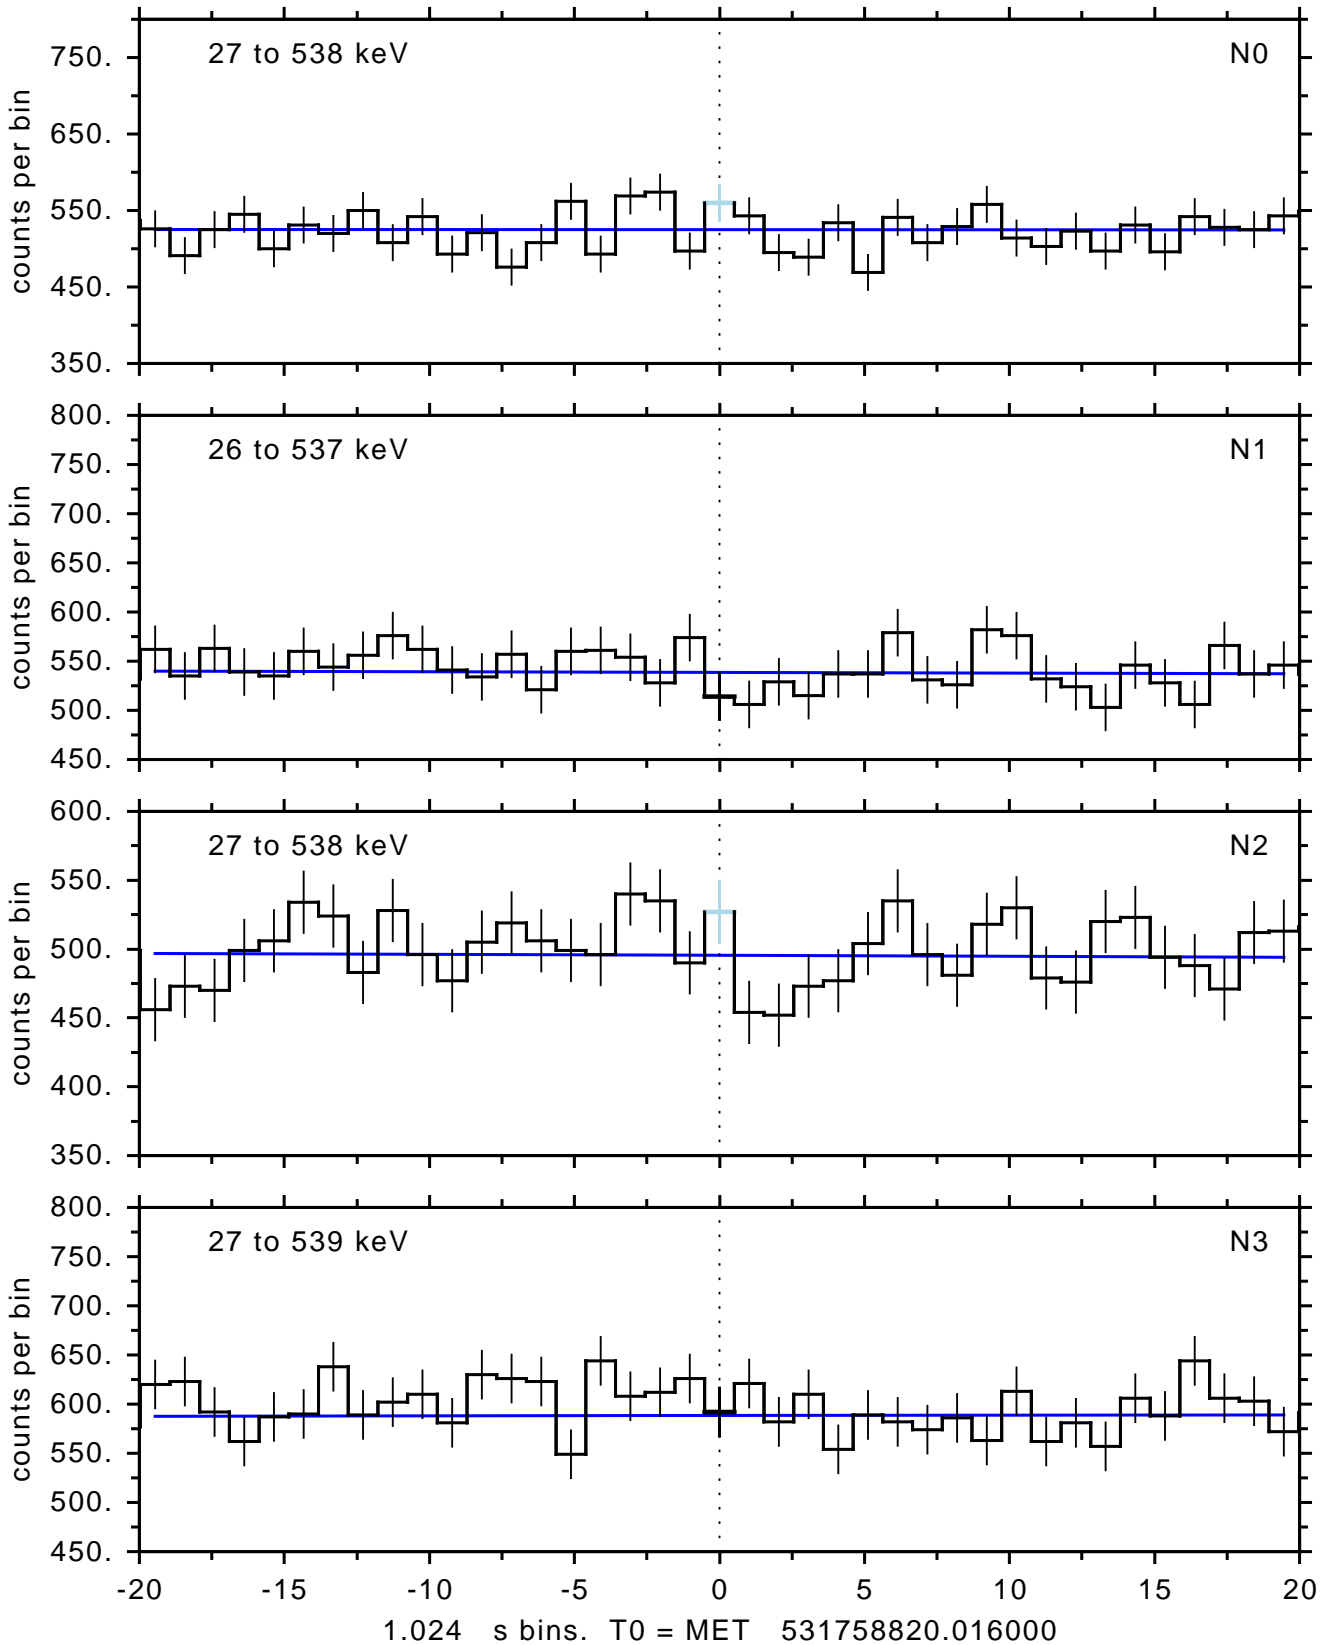 27 to 538 keV N0
counts per bin
750.
650.
550.
450.
350.
26 to 537 keV N1
counts per bin
800.
750.
700.
650.
600.
550.
500.
450.
27 to 538 keV N2
counts per bin
600.
550.
500.
450.
400.
350.
27 to 539 keV N3
counts per bin
800.
750.
700.
650.
600.
550.
500.
450.
-20 -15 -10 -5 0 5 10 15 20
1.024 s bins. T0 = MET 531758820.016000